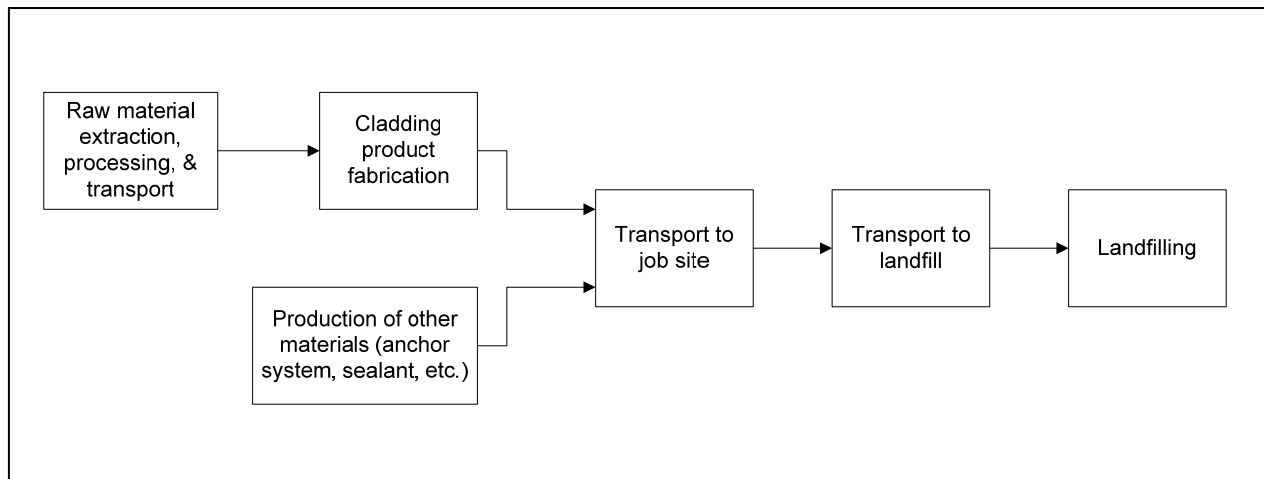 Raw material
extraction,
processing, &
transport
Cladding
product
fabrication
Production of other
materials (anchor
system, sealant, etc.)
Transport to
job site
Transport to
landfill
Landfilling